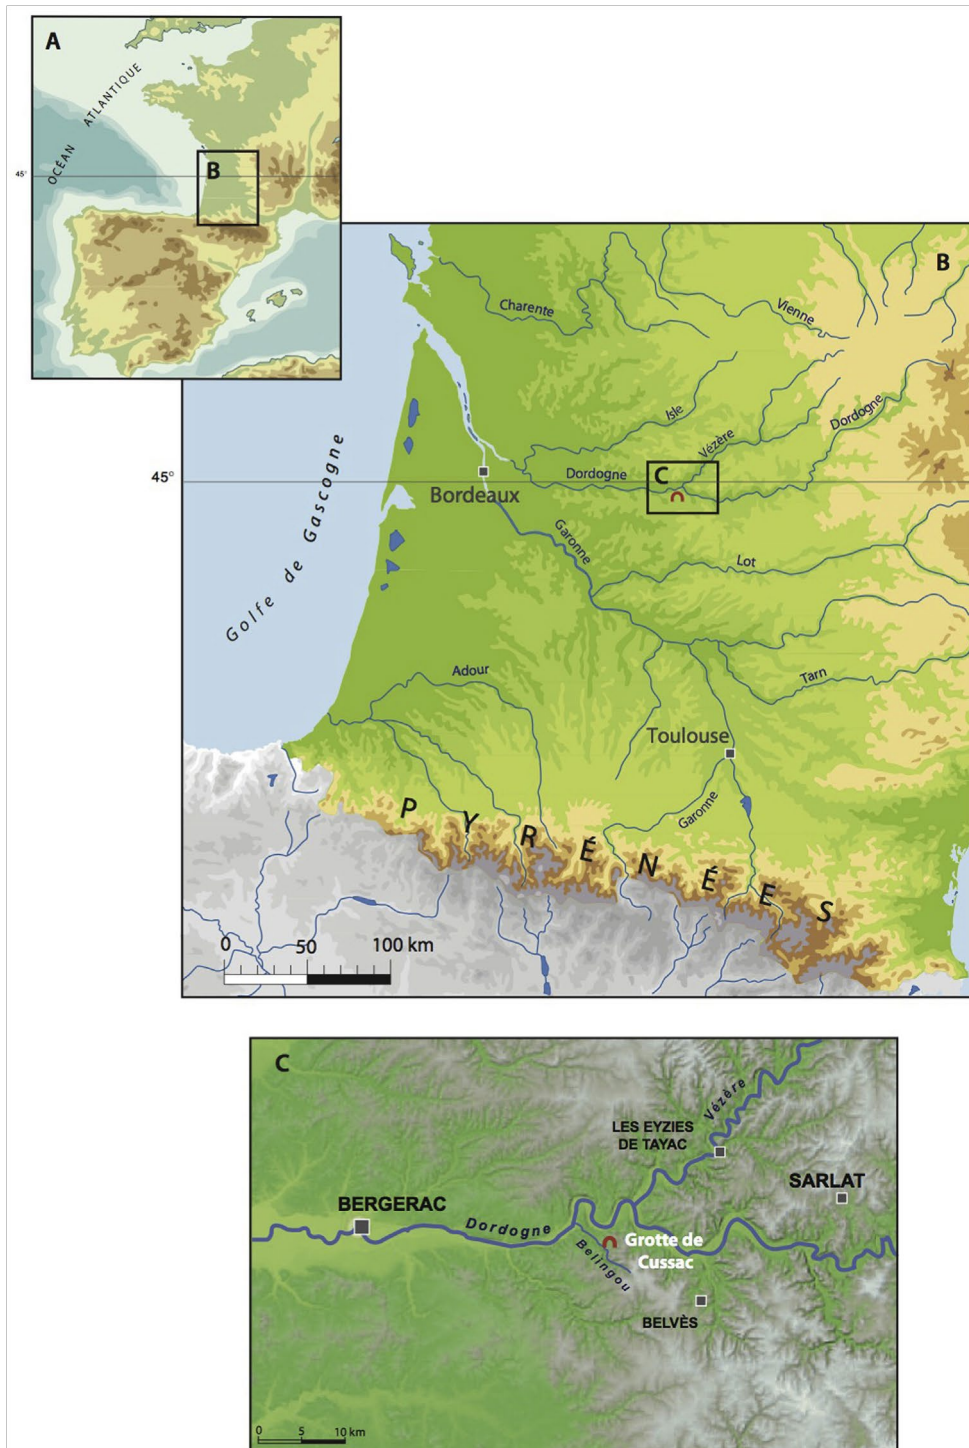 A
OCÉAN ATLANTIQUE
45°
B
B
Charente
Vienne
Isle
Vézère
Dordogne
Dordogne
C
45°
Bordeaux
Golfe de Gascogne
Garonne
Lot
Adour
Tarn
Toulouse
Garonne
PYRÉNÉES
0 50 100 km
C
Vézère
LES EYZIES
DE TAYAC
SARLAT
BERGERAC
Dordogne
Grotte de
Cussac
Belingou
BELVÈS
0 5 10 km